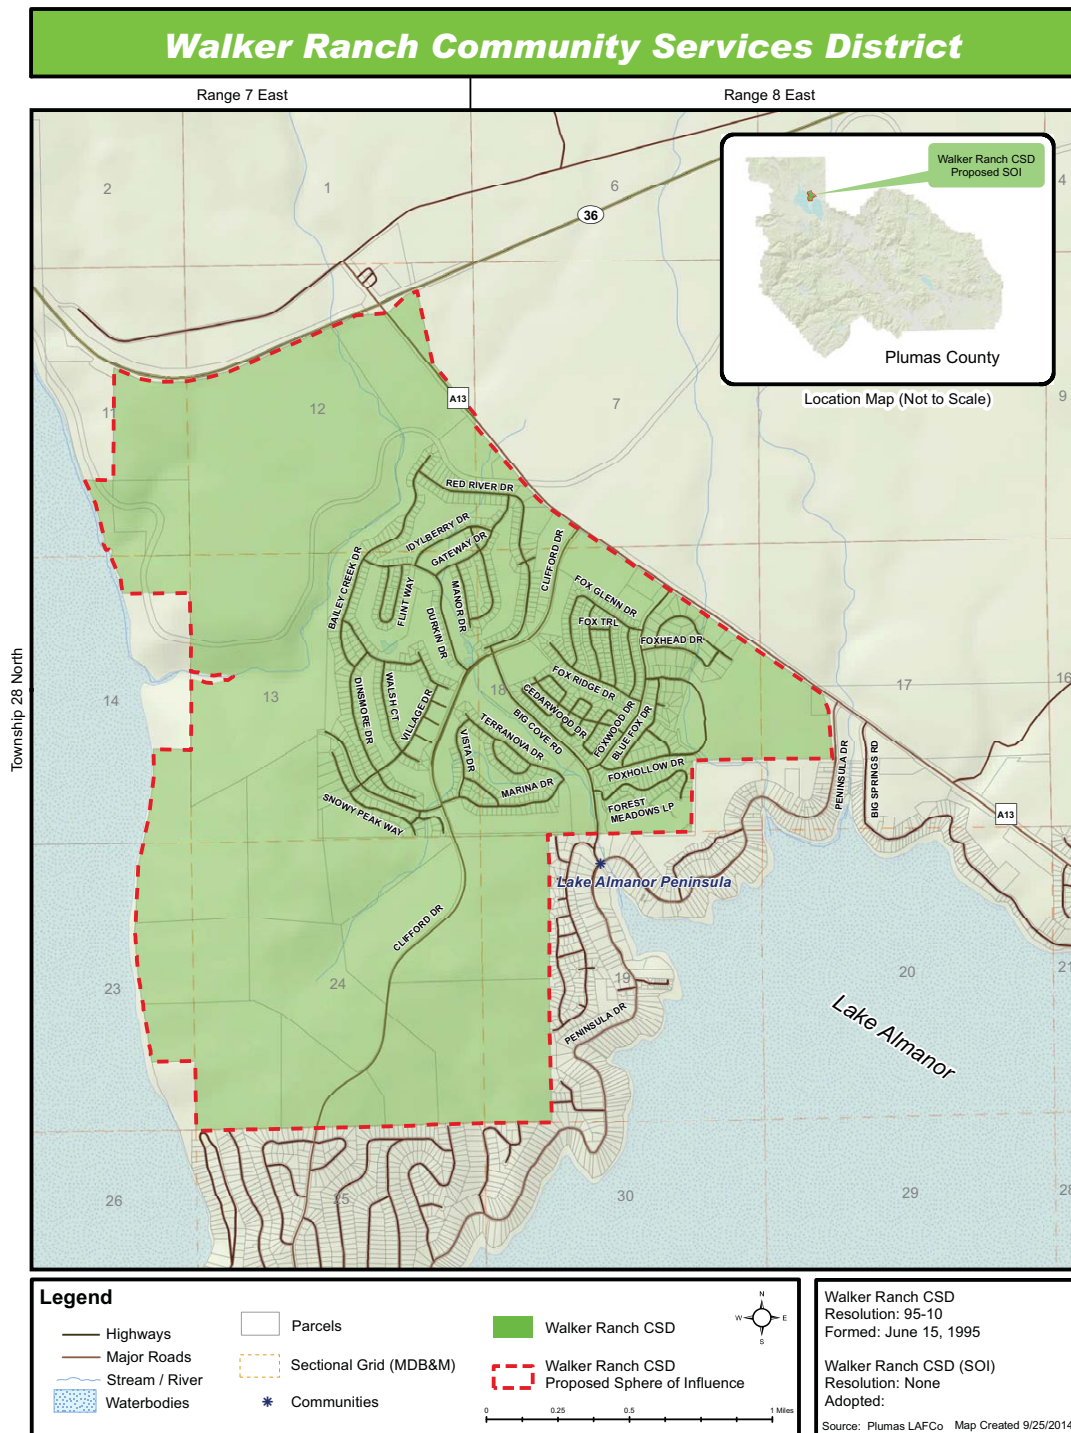 Walker Ranch Community Services District
Range 7 East
Range 8 East
Walker Ranch CSD
Proposed SOI
Plumas County
Location Map (Not to Scale)
2
1
6
4
36
11
12
A13
7
9
RED RIVER DR
IDYLBERRY DR
GATEWAY DR
CLIFFORD DR
BAILEY CREEK DR
FLINT WAY
MANOR DR
DURKIN DR
FOX GLENN DR
FOX TRL
FOXHEAD DR
Township 28 North
14
13
18
17
16
DINSMORE DR
WALSH CT
VILLAGE DR
FOX RIDGE DR
CEDARWOOD DR
FOXWOOD DR
BLUE FOX DR
BIG COVE RD
TERRANOVA DR
VISTA DR
MARINA DR
FOXHOLLOW DR
FOREST
MEADOWS LP
SNOWY PEAK WAY
PENINSULA DR
BIG SPRINGS RD
A13
Lake Almanor Peninsula
CLIFFORD DR
23
24
19
20
21
PENINSULA DR
Lake Almanor
26
25
30
29
28
Legend
Highways
Major Roads
Stream / River
Waterbodies
Parcels
Sectional Grid (MDB&M)
Communities
Walker Ranch CSD
Walker Ranch CSD
Proposed Sphere of Influence
N
W
E
S
0
0.25
0.5
1 Miles
Walker Ranch CSD
Resolution: 95-10
Formed: June 15, 1995
Walker Ranch CSD (SOI)
Resolution: None
Adopted:
Source: Plumas LAFCo
Map Created 9/25/2014